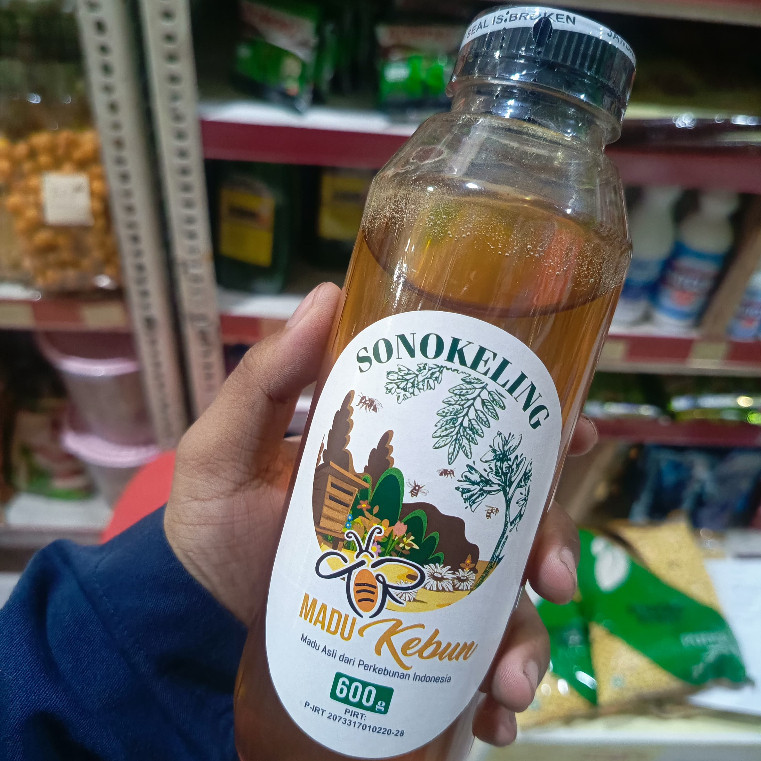 SEAL IS BROKEN
SONOKELING
MADU Kebun
Madu Asli dari Perkebunan Indonesia
600g
PIRT:
P-IRT 2073317010220-28